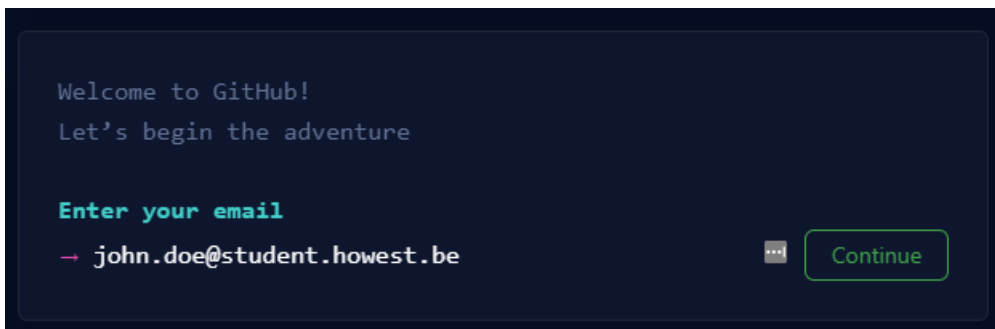 Welcome to GitHub!
Let’s begin the adventure
Enter your email
→ john.doe@student.howest.be
Continue